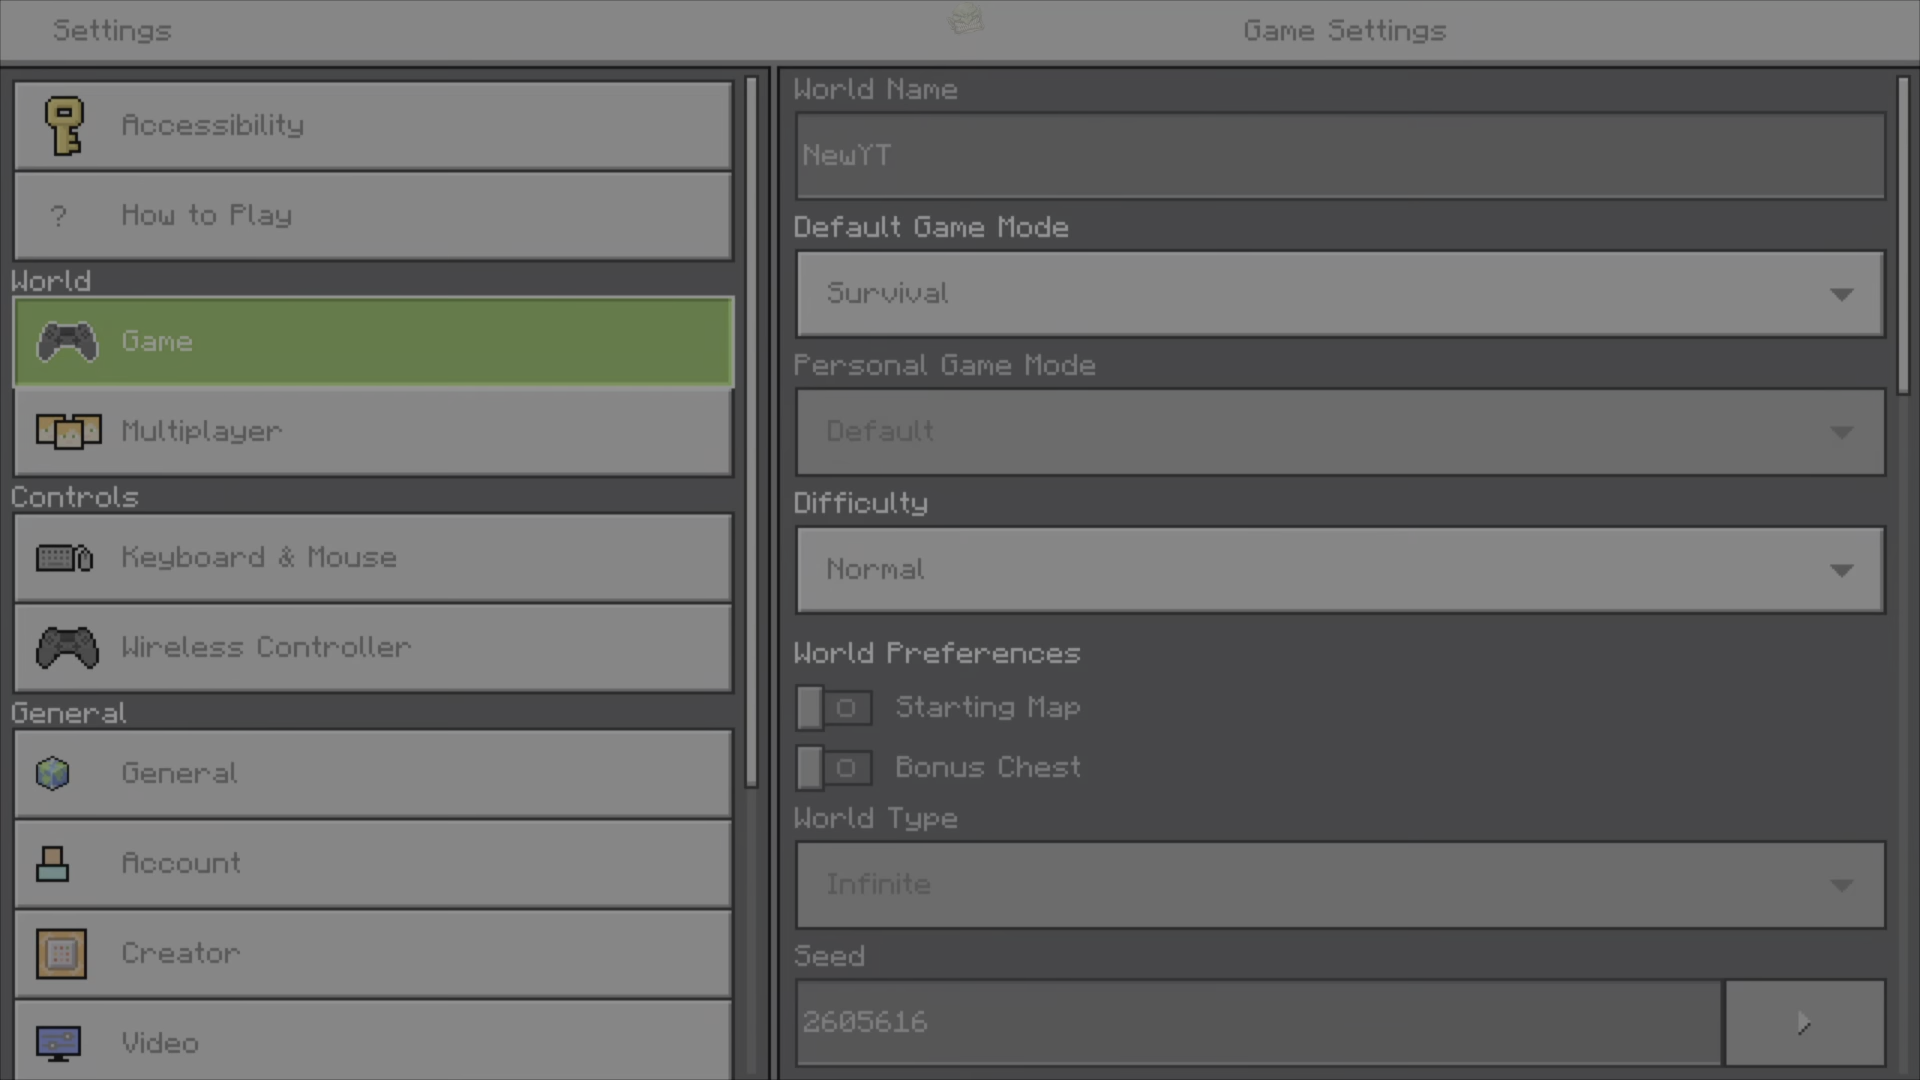 Settings
Game Settings
Accessibility
? How to Play
World
Game
Multiplayer
Controls
Keyboard & Mouse
Wireless Controller
General
General
Account
Creator
Video
World Name
NewYT
Default Game Mode
Survival
Personal Game Mode
Default
Difficulty
Normal
World Preferences
Starting Map
Bonus Chest
World Type
Infinite
Seed
2605616